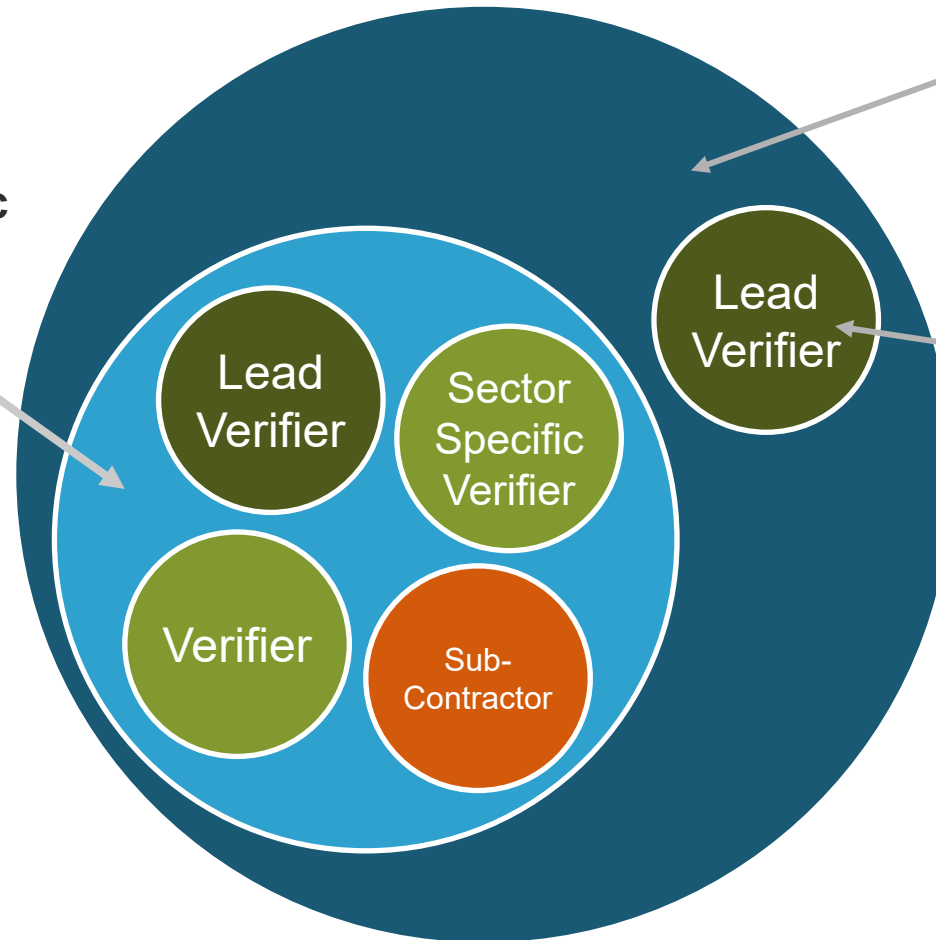 c
Lead
Verifier
Lead
Verifier
Sector
Specific
Verifier
Verifier
Sub-
Contractor